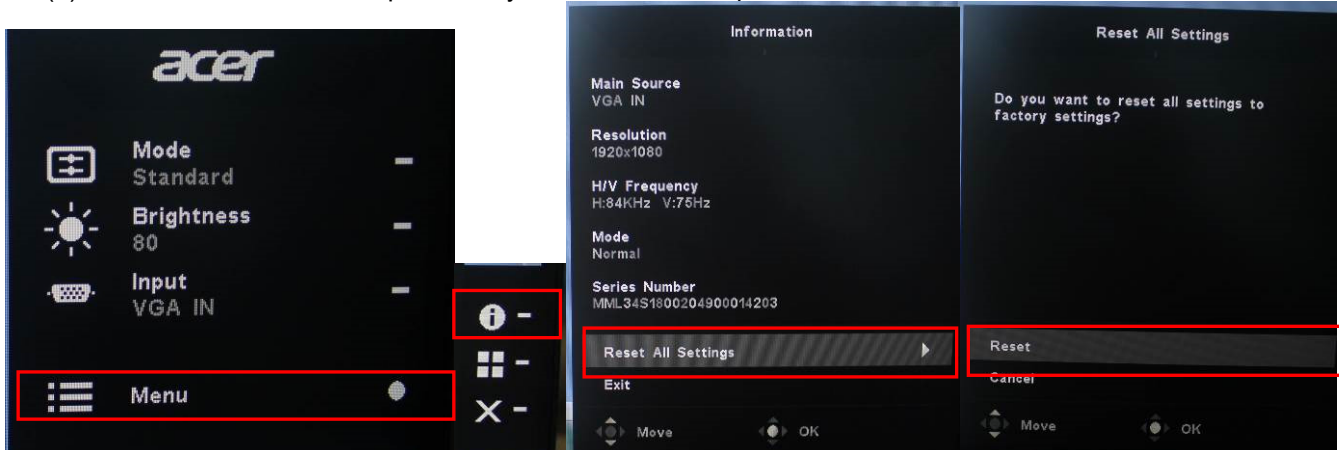 acer
Mode
Standard
Brightness
80
Input
VGA IN
Menu
Information
Main Source
VGA IN
Resolution
1920x1080
H/V Frequency
H:84KHz V:75Hz
Mode
Normal
Series Number
MML34S1800204900014203
Reset All Settings
Exit
Move OK
Reset All Settings
Do you want to reset all settings to
factory settings?
Reset
Cancel
Move OK